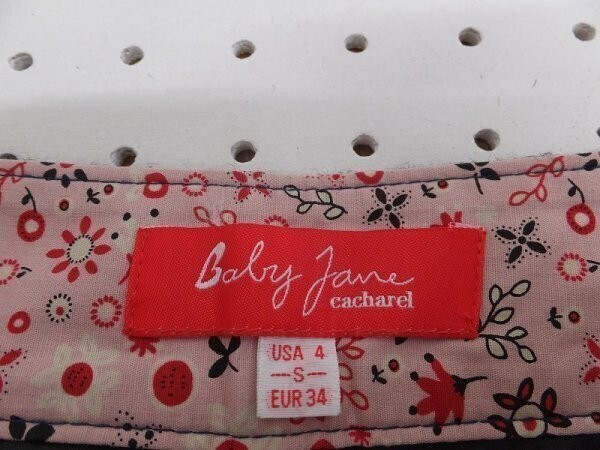 Baby Jane
cacharel
USA 4
--S--
EUR 34